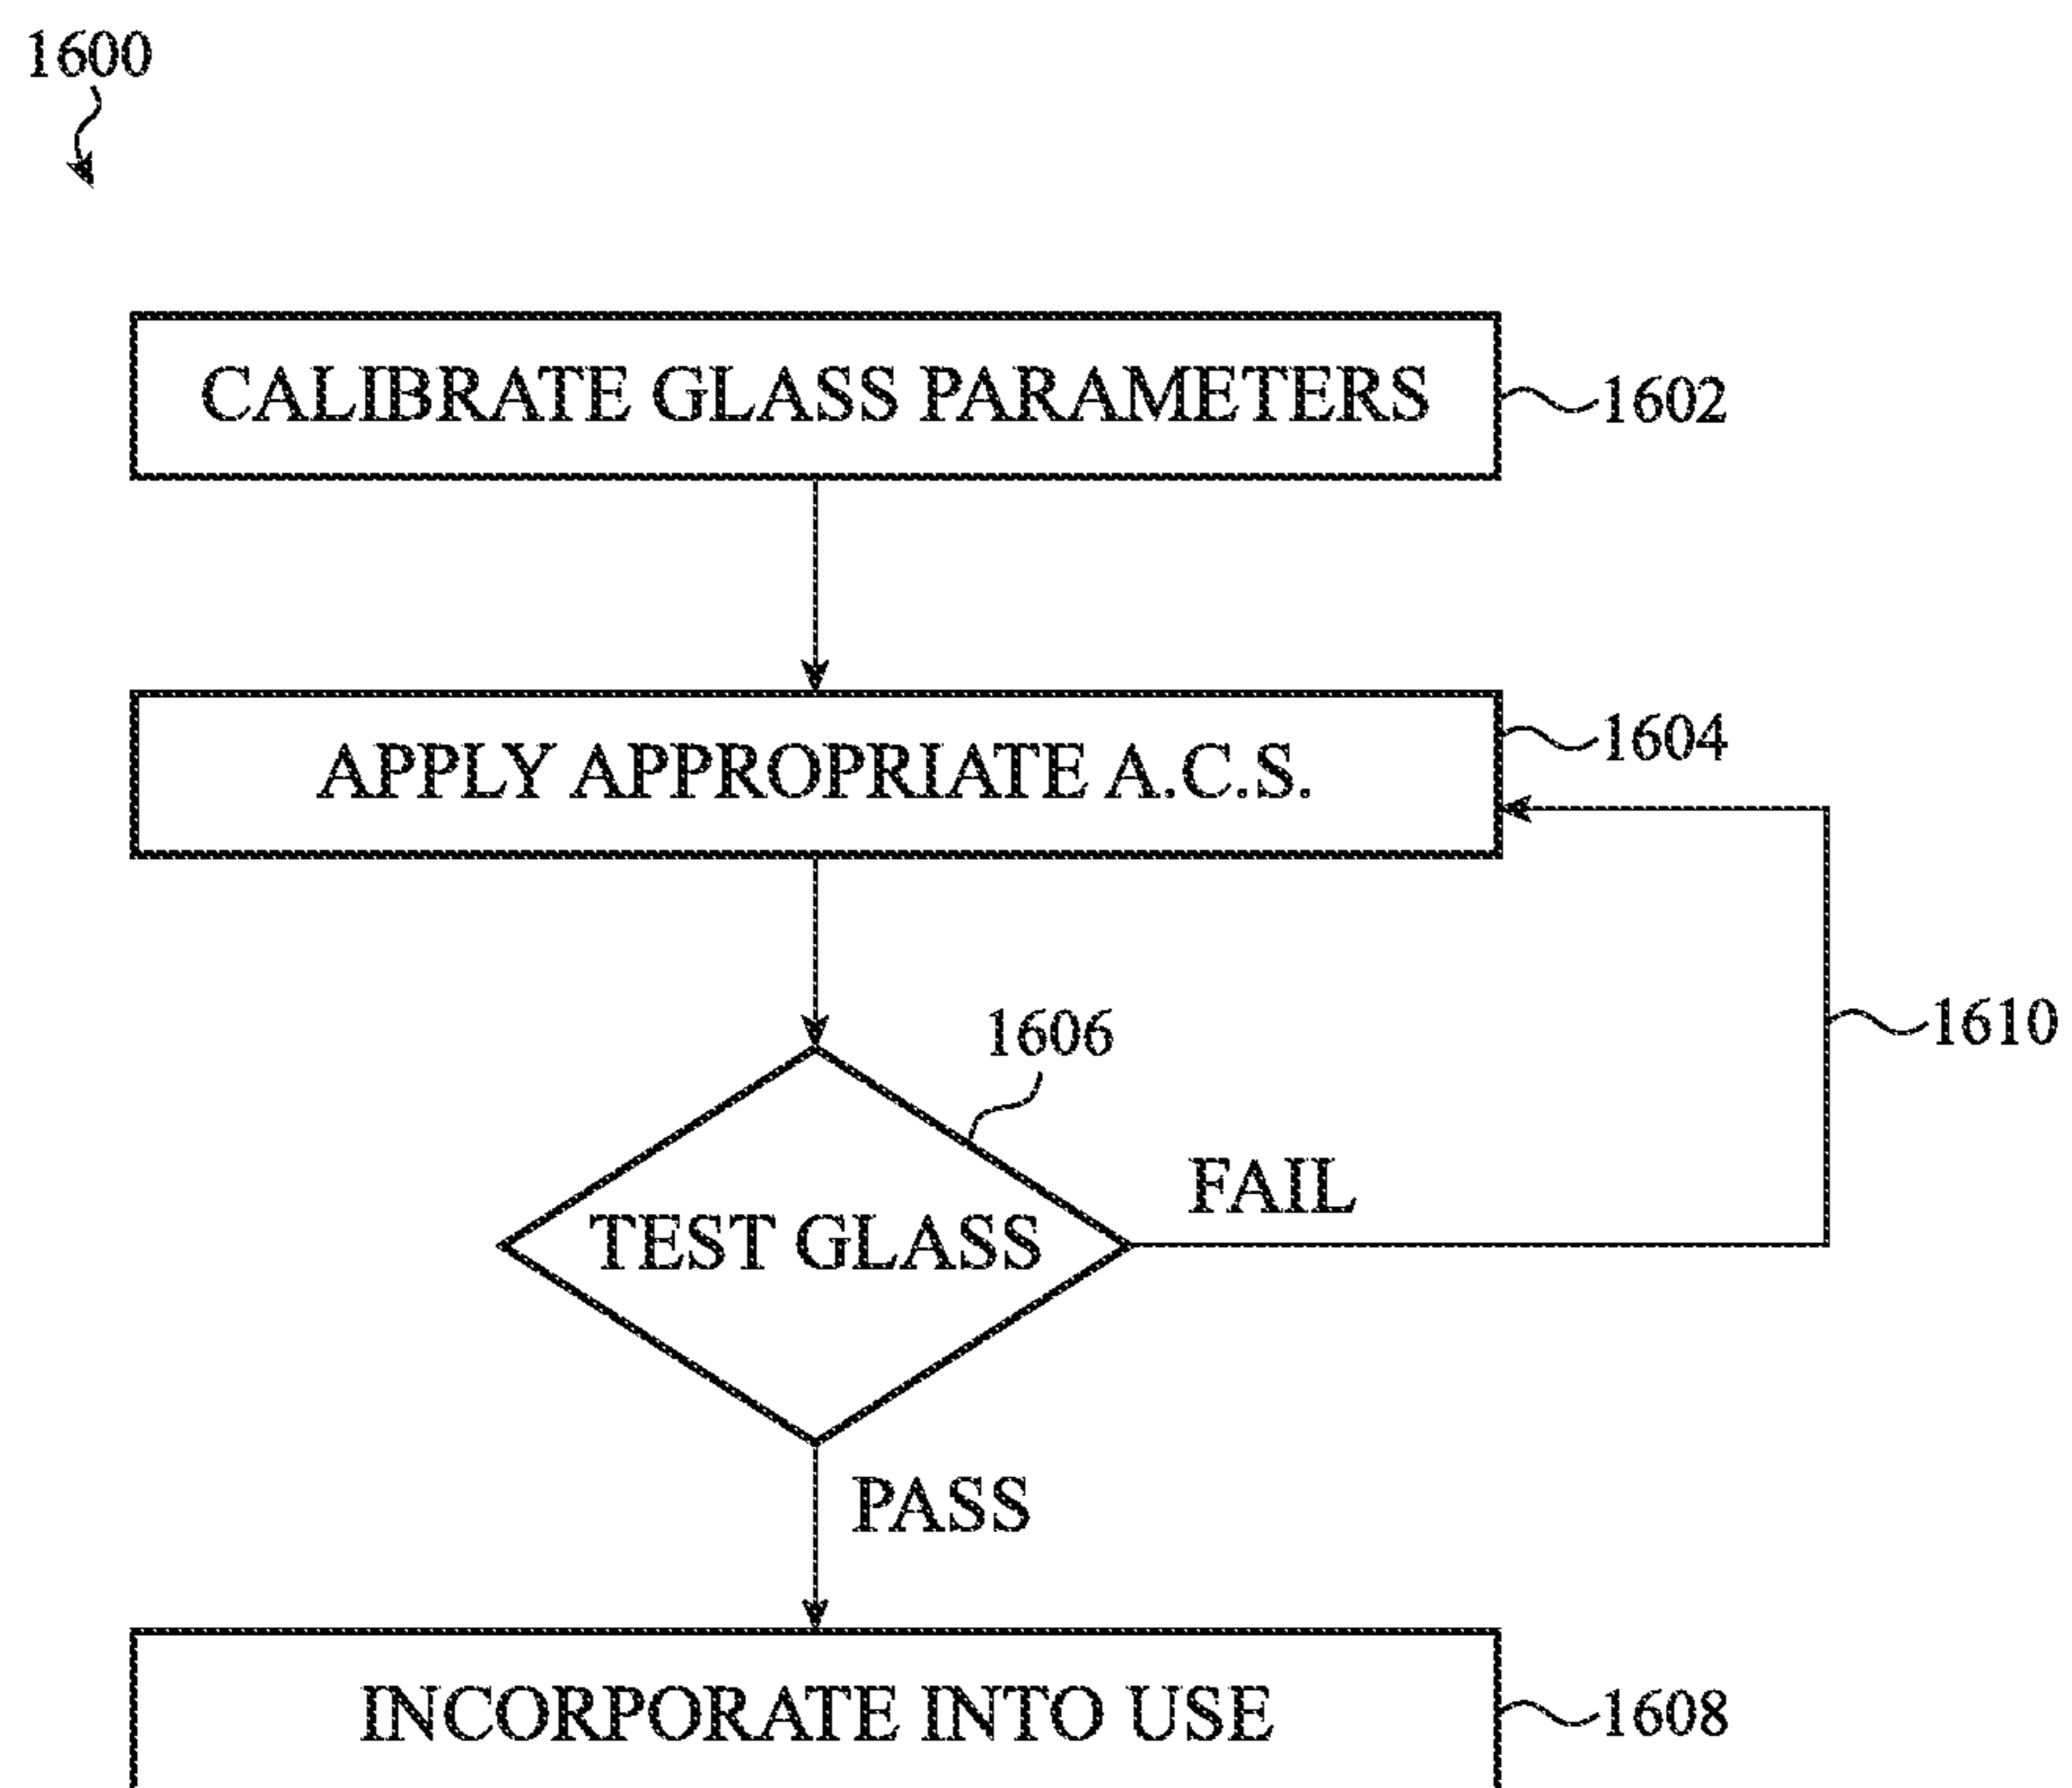 1600
CALIBRATE GLASS PARAMETERS
1602
APPLY APPROPRIATE A.C.S.
1604
1610
1606
FAIL
TEST GLASS
PASS
INCORPORATE INTO USE
1608